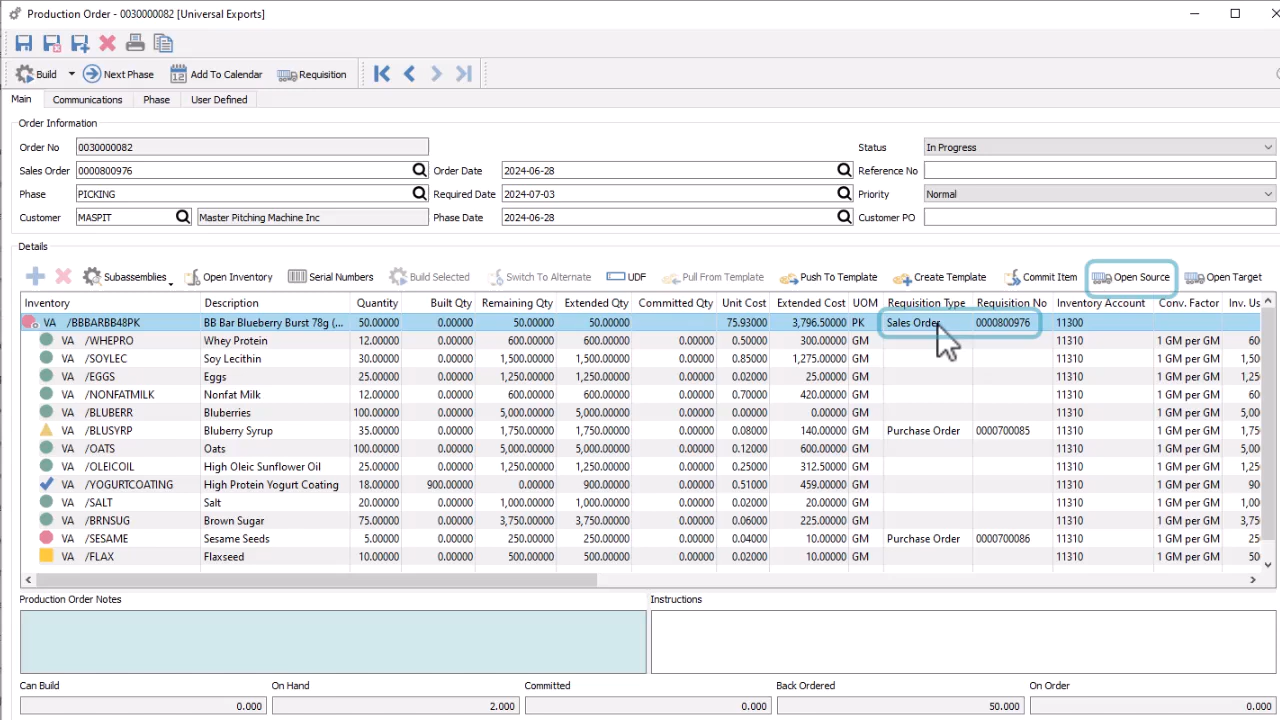 Production Order - 0030000082 [Universal Exports]
Build Next Phase 12 Add To Calendar Requisition
Main Communications Phase User Defined
Order Information
Order No 0030000082 Status In Progress
Sales Order 0000800976 Order Date 2024-06-28 Reference No
Phase PICKING Required Date 2024-07-03 Priority Normal
Customer MASPIT Master Pitching Machine Inc Phase Date 2024-06-28 Customer PO
Details
Subassemblies Open Inventory Serial Numbers Build Selected Switch To Alternate UDF Pull From Template Push To Template Create Template Commit Item Open Source Open Target
Inventory Description Quantity Built Qty Remaining Qty Extended Qty Committed Qty Unit Cost Extended Cost UOM Requisition Type Requisition No Inventory Account Conv. Factor Inv. Us
VA /BBBARBB48PK BB Bar Blueberry Burst 78g (... 50.00000 0.00000 50.00000 50.00000 75.93000 3,796.50000 PK Sales Order 0000800976 11300
VA /WHEPRO Whey Protein 12.00000 0.00000 600.00000 600.00000 0.00000 0.50000 300.00000 GM 11310 1 GM per GM 60
VA /SOYLEC Soy Lecithin 30.00000 0.00000 1,500.00000 1,500.00000 0.00000 0.85000 1,275.00000 GM 11310 1 GM per GM 1,50
VA /EGGS Eggs 25.00000 0.00000 1,250.00000 1,250.00000 0.00000 0.02000 25.00000 GM 11310 1 GM per GM 1,25
VA /NONFATMILK Nonfat Milk 12.00000 0.00000 600.00000 600.00000 0.00000 0.70000 420.00000 GM 11310 1 GM per GM 60
VA /BLUBERR Bluberries 100.00000 0.00000 5,000.00000 5,000.00000 0.00000 0.00000 0.00000 GM 11310 1 GM per GM 5,00
VA /BLUSYRP Bluberry Syrup 35.00000 0.00000 1,750.00000 1,750.00000 0.00000 0.08000 140.00000 GM Purchase Order 0000700085 11310 1 GM per GM 1,75
VA /OATS Oats 100.00000 0.00000 5,000.00000 5,000.00000 0.00000 0.12000 600.00000 GM 11310 1 GM per GM 5,00
VA /OLEICOIL High Oleic Sunflower Oil 25.00000 0.00000 1,250.00000 1,250.00000 0.00000 0.25000 312.50000 GM 11310 1 GM per GM 1,25
VA /YOGURTCOATING High Protein Yogurt Coating 18.00000 900.00000 0.00000 900.00000 0.00000 0.51000 459.00000 GM 11310 1 GM per GM 90
VA /SALT Salt 20.00000 0.00000 1,000.00000 1,000.00000 0.00000 0.02000 20.00000 GM 11310 1 GM per GM 1,00
VA /BRNSUG Brown Sugar 75.00000 0.00000 3,750.00000 3,750.00000 0.00000 0.06000 225.00000 GM 11310 1 GM per GM 3,75
VA /SESAME Sesame Seeds 5.00000 0.00000 250.00000 250.00000 0.00000 0.04000 10.00000 GM Purchase Order 0000700086 11310 1 GM per GM 25
VA /FLAX Flaxseed 10.00000 0.00000 500.00000 500.00000 0.00000 0.02000 10.00000 GM 11310 1 GM per GM 50
Production Order Notes Instructions
Can Build On Hand Committed Back Ordered On Order
0.000 2.000 0.000 50.000 0.000